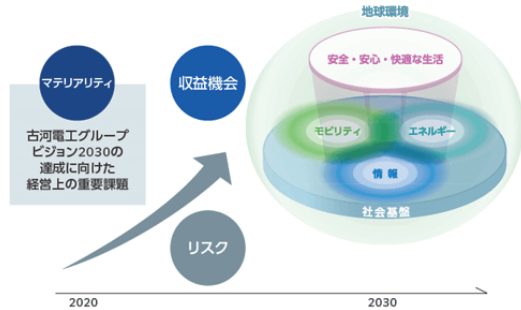 地球環境
マテリアリティ
収益機会
安全・安心・快適な生活
古河電工グループ
ビジョン2030の
達成に向けた
経営上の重要課題
モビリティ
エネルギー
情報
社会基盤
リスク
2020
2030